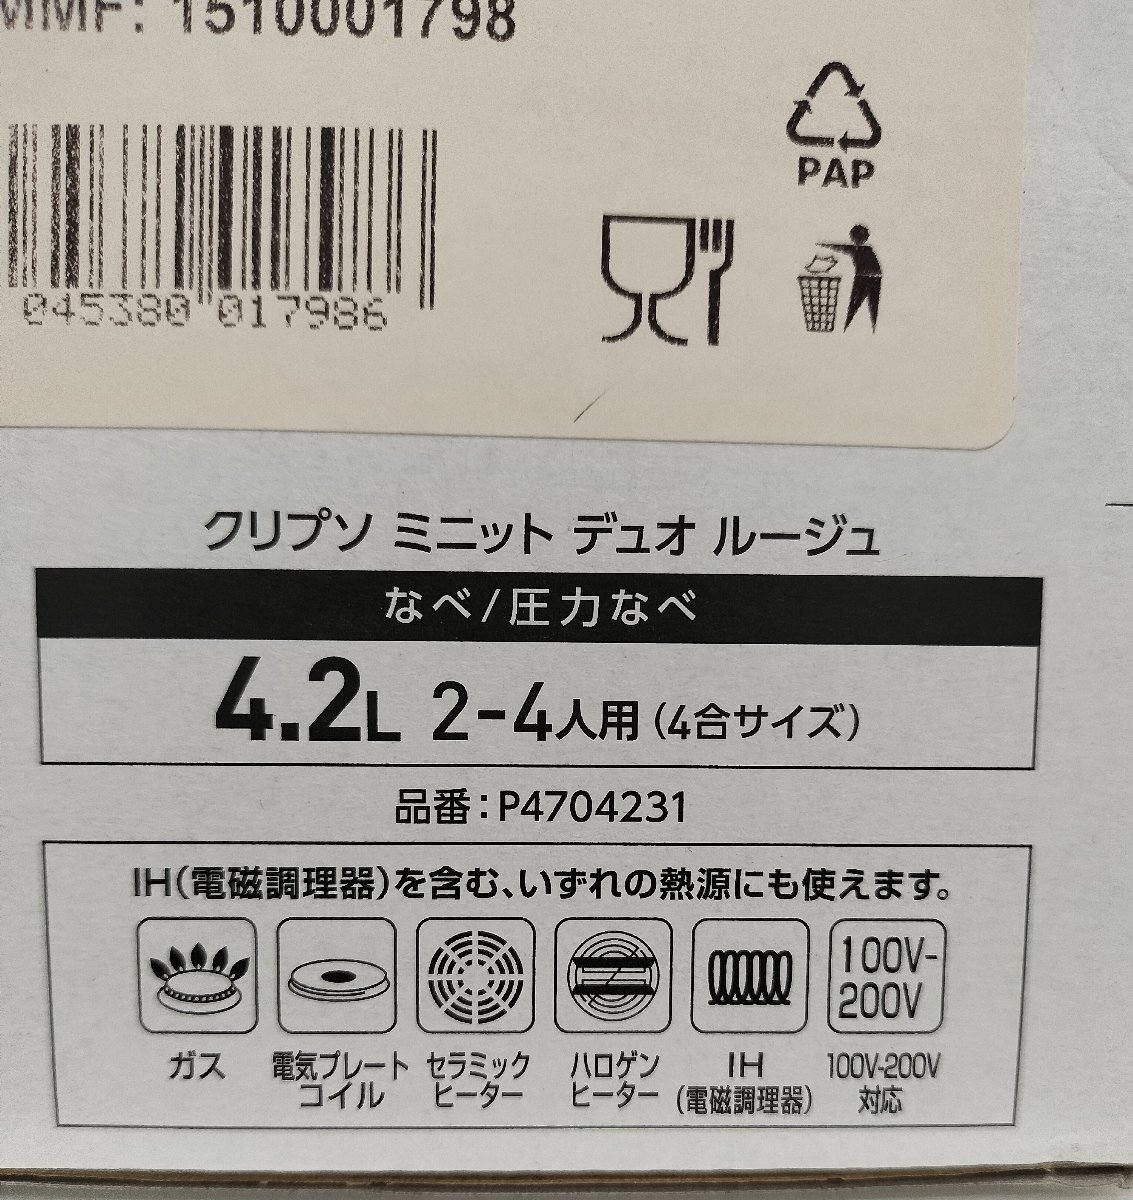 MMF: 1510001798
PAP
045380 017986
クリプソ ミニット デュオ ルージュ
なべ/圧力なべ
4.2L 2-4人用(4合サイズ)
品番:P4704231
IH(電磁調理器)を含む、いずれの熱源にも使えます。
100V-
200V
ガス
電気プレート
コイル
セラミック
ヒーター
ハロゲン
ヒーター
IH
(電磁調理器)
100V-200V
対応